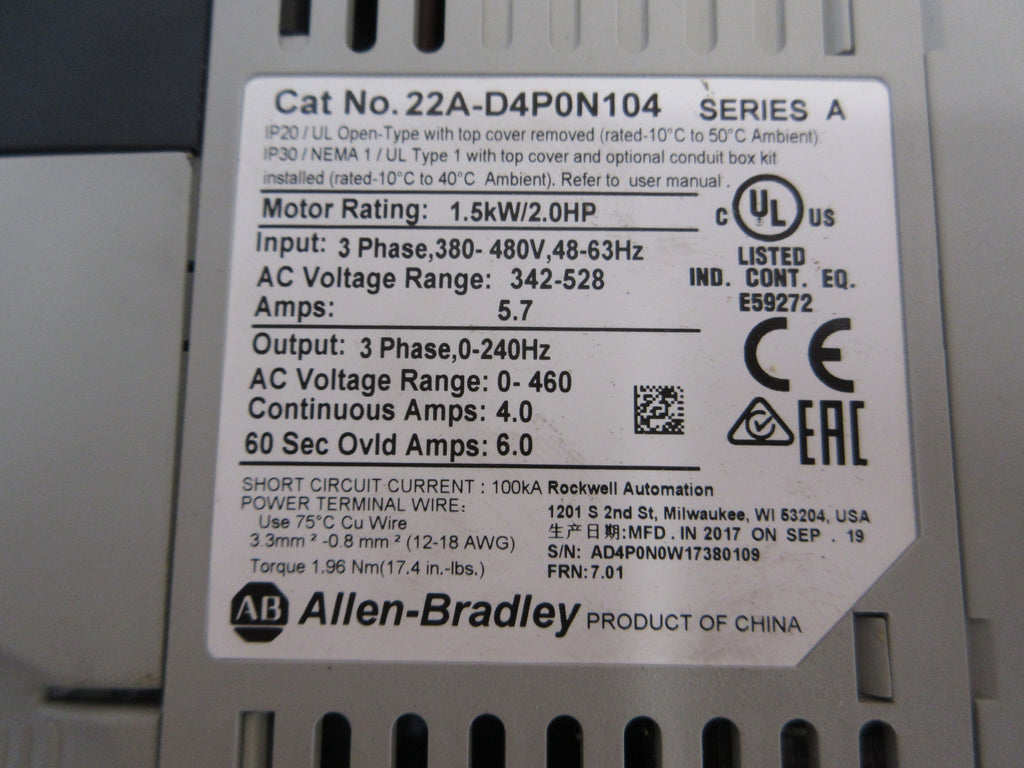 Cat No. 22A-D4P0N104 SERIES A
IP20 / UL Open-Type with top cover removed (rated-10°C to 50°C Ambient).
IP30 / NEMA 1 / UL Type 1 with top cover and optional conduit box kit
installed (rated-10°C to 40°C Ambient). Refer to user manual.
Motor Rating: 1.5kW/2.0HP
C UL US
LISTED
IND. CONT. EQ.
E59272
Input: 3 Phase,380- 480V,48-63Hz
AC Voltage Range: 342-528
Amps: 5.7
CE
EAC
Output: 3 Phase,0-240Hz
AC Voltage Range: 0- 460
Continuous Amps: 4.0
60 Sec Ovld Amps: 6.0
SHORT CIRCUIT CURRENT : 100kA
POWER TERMINAL WIRE:
Use 75°C Cu Wire
3.3mm ² -0.8 mm ² (12-18 AWG)
Torque 1.96 Nm(17.4 in.-lbs.)
Rockwell Automation
1201 S 2nd St, Milwaukee, WI 53204, USA
生产日期:MFD . IN 2017 ON SEP . 19
S/N: AD4P0N0W17380109
FRN: 7.01
AB Allen-Bradley PRODUCT OF CHINA